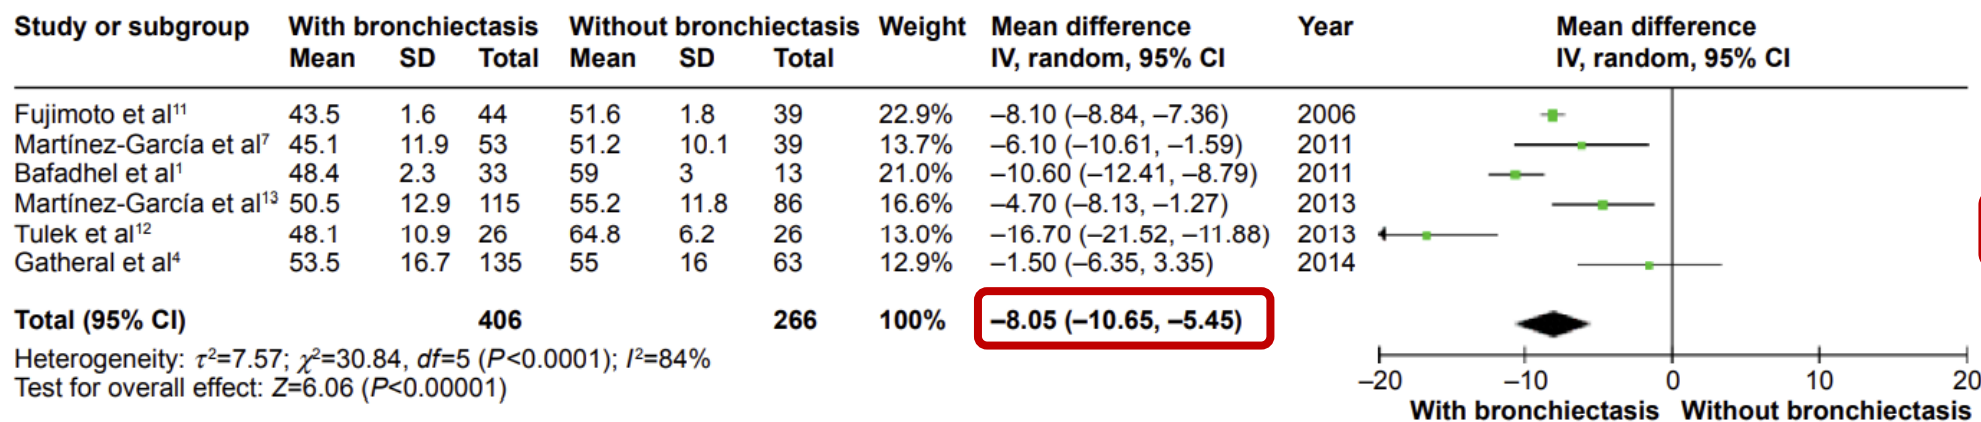 Study or subgroup With bronchiectasis Without bronchiectasis Weight Mean difference Year Mean difference
Mean SD Total Mean SD Total IV, random, 95% CI IV, random, 95% CI
Fujimoto et al¹¹ 43.5 1.6 44 51.6 1.8 39 22.9% –8.10 (–8.84, –7.36) 2006
Martínez-García et al⁷ 45.1 11.9 53 51.2 10.1 39 13.7% –6.10 (–10.61, –1.59) 2011
Bafadhel et al¹ 48.4 2.3 33 59 3 13 21.0% –10.60 (–12.41, –8.79) 2011
Martínez-García et al¹³ 50.5 12.9 115 55.2 11.8 86 16.6% –4.70 (–8.13, –1.27) 2013
Tulek et al¹² 48.1 10.9 26 64.8 6.2 26 13.0% –16.70 (–21.52, –11.88) 2013
Gatheral et al⁴ 53.5 16.7 135 55 16 63 12.9% –1.50 (–6.35, 3.35) 2014
Total (95% CI) 406 266 100% –8.05 (–10.65, –5.45)
Heterogeneity: τ²=7.57; χ²=30.84, df=5 (P<0.0001); I²=84%
Test for overall effect: Z=6.06 (P<0.00001)
–20 –10 0 10 20
With bronchiectasis Without bronchiectasis